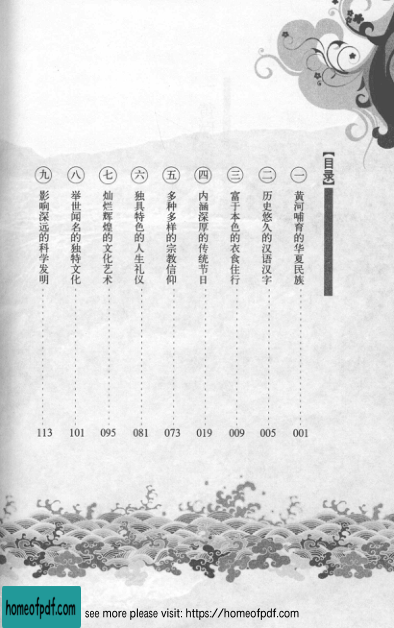 【目录】
一 黄河哺育的华夏民族 001
二 历史悠久的汉语汉字 005
三 富于本色的衣食住行 009
四 内涵深厚的传统节日 019
五 多种多样的宗教信仰 073
六 独具特色的人生礼仪 081
七 灿烂辉煌的文化艺术 095
八 举世闻名的独特文化 101
九 影响深远的科学发明 113
homeofpdf.com
see more please visit: https://homeofpdf.com